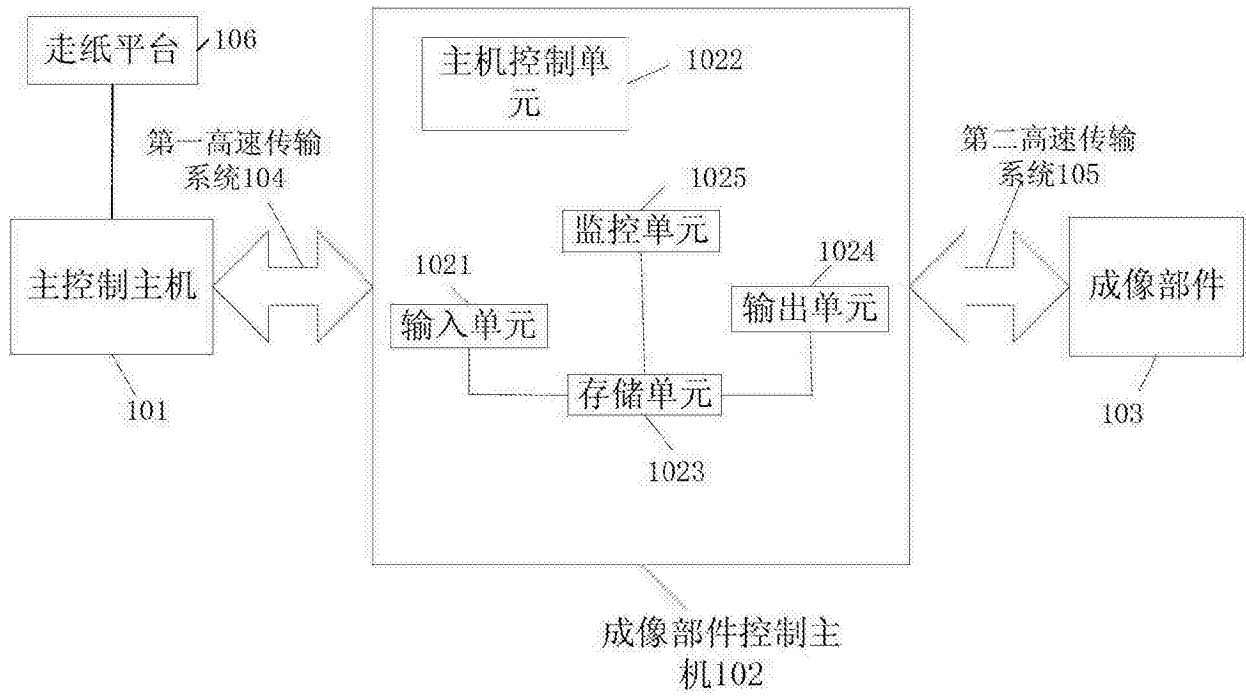 走纸平台
106
主机控制单
元
1022
第一高速传输
系统104
第二高速传输
系统105
1025
监控单元
主控制主机
1021
输入单元
1024
输出单元
成像部件
存储单元
101
103
1023
成像部件控制主
机102